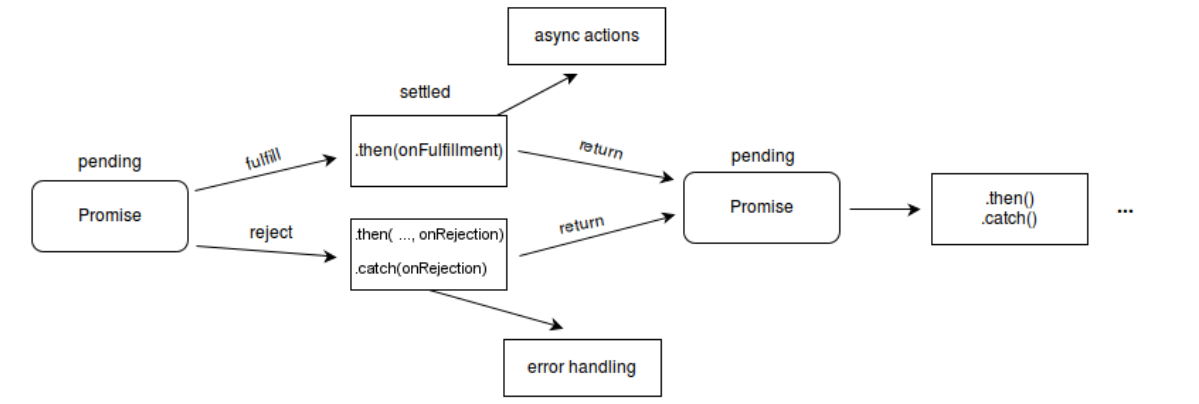 async actions
settled
.then(onFulfillment)
pending
fulfill
Promise
reject
.then( ..., onRejection)
.catch(onRejection)
return
return
pending
Promise
.then()
.catch()
...
error handling